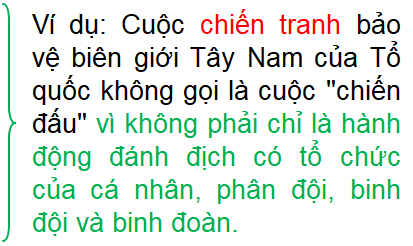 Ví dụ: Cuộc chiến tranh bảo
vệ biên giới Tây Nam của Tổ
quốc không gọi là cuộc "chiến
đấu" vì không phải chỉ là hành
động đánh địch có tổ chức
của cá nhân, phân đội, binh
đội và binh đoàn.